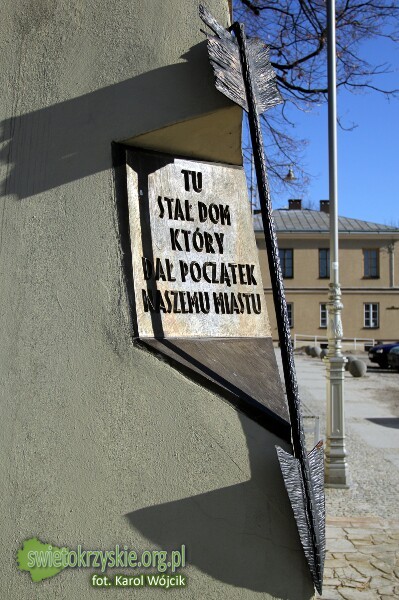 TU
STAŁ DOM
KTÓRY
DAŁ POCZĄTEK
NASZEMU MIASTU
swietokrzyskie.org.pl
fot. Karol Wójcik